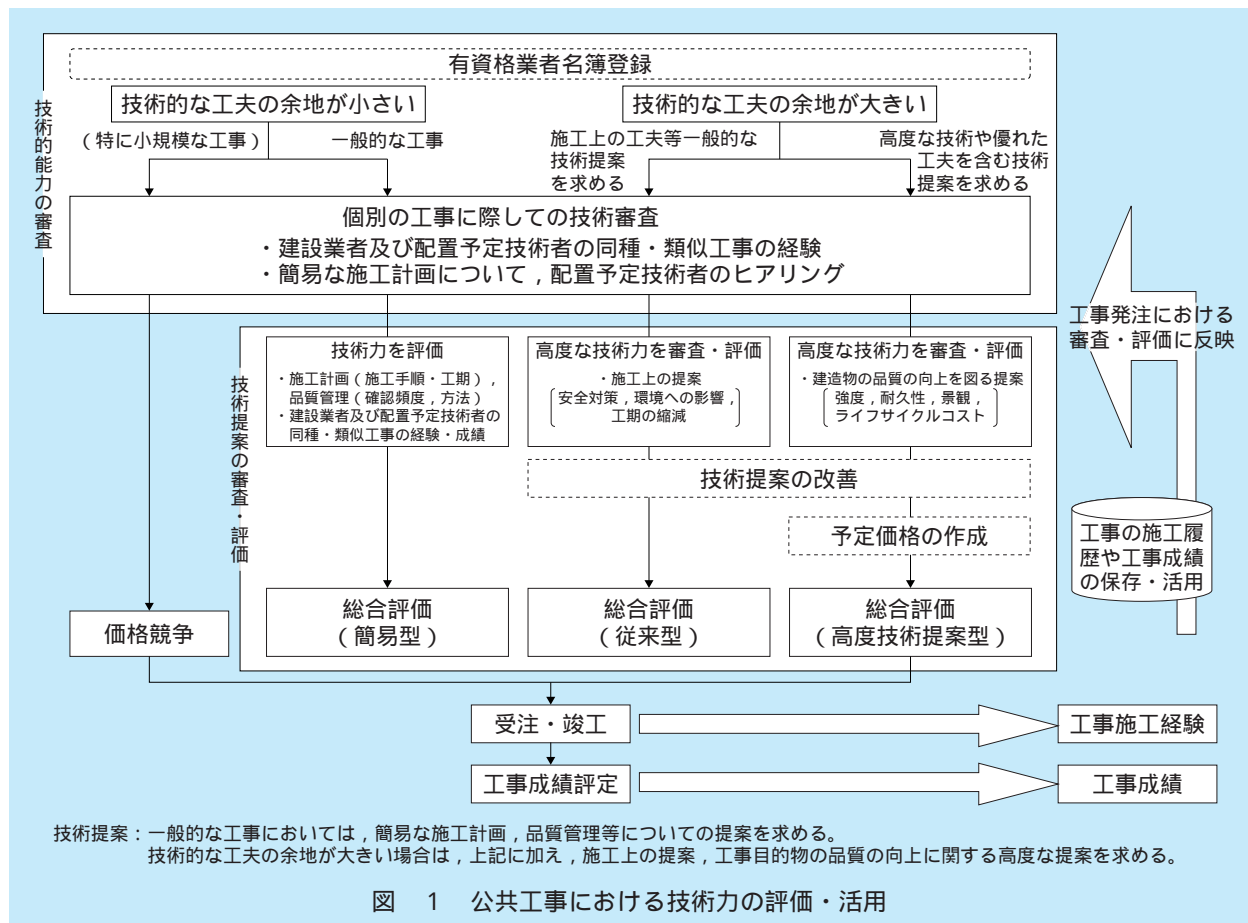 有資格業者名簿登録
技術的能力の審査
技術的な工夫の余地が小さい
技術的な工夫の余地が大きい
(特に小規模な工事)
一般的な工事
施工上の工夫等一般的な
技術提案
を求める
高度な技術や優れた
工夫を含む技術
提案を求める
個別の工事に際しての技術審査
・建設業者及び配置予定技術者の同種・類似工事の経験
・簡易な施工計画について,配置予定技術者のヒアリング
工事発注における
審査・評価に反映
技術提案の審査・評価
技術力を評価
・施工計画(施工手順・工期),
品質管理(確認頻度,方法)
・建設業者及び配置予定技術者の
同種・類似工事の経験・成績
高度な技術力を審査・評価
・施工上の提案
安全対策,環境への影響,
工期の縮減
高度な技術力を審査・評価
・建造物の品質の向上を図る提案
強度,耐久性,景観,
ライフサイクルコスト
技術提案の改善
予定価格の作成
工事の施工履
歴や工事成績
の保存・活用
価格競争
総合評価
(簡易型)
総合評価
(従来型)
総合評価
(高度技術提案型)
受注・竣工
工事施工経験
工事成績評定
工事成績
技術提案:一般的な工事においては,簡易な施工計画,品質管理等についての提案を求める。
技術的な工夫の余地が大きい場合は,上記に加え,施工上の提案,工事目的物の品質の向上に関する高度な提案を求める。
図 1 公共工事における技術力の評価・活用